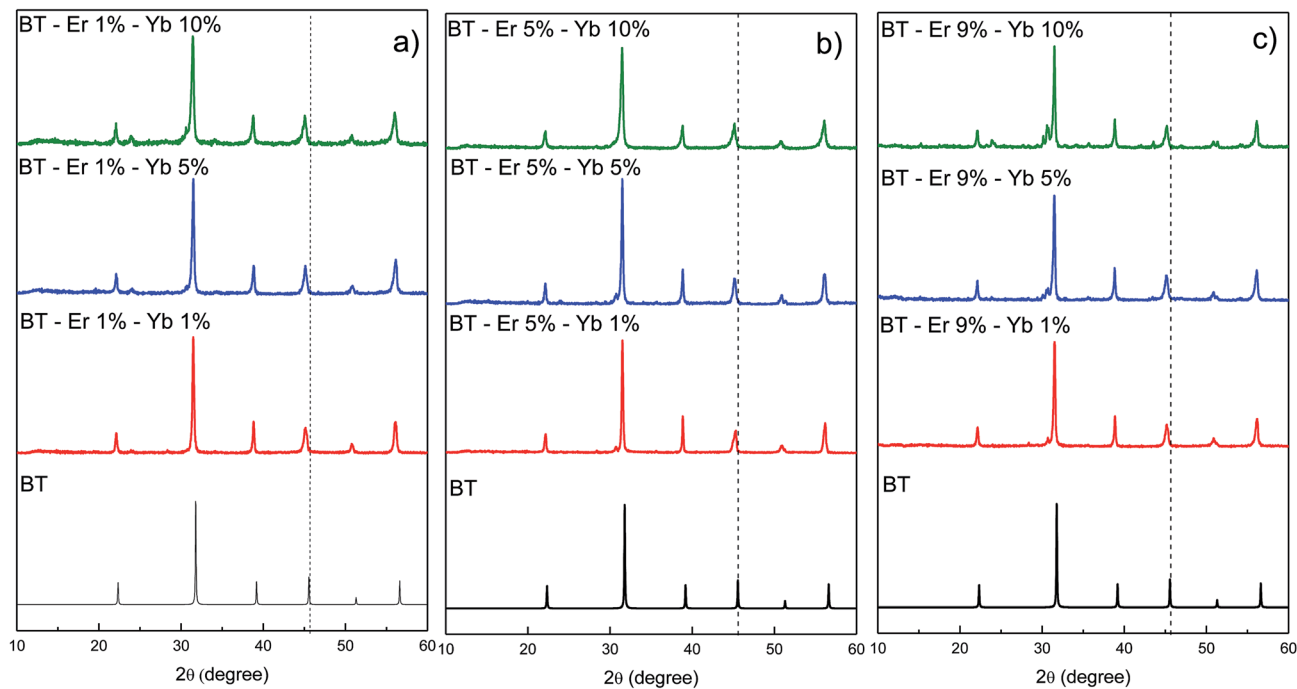 BT - Er 1% - Yb 10%
a)
BT - Er 1% - Yb 5%
BT - Er 1% - Yb 1%
BT
10 20 30 40 50 60
2θ (degree)
BT - Er 5% - Yb 10%
b)
BT - Er 5% - Yb 5%
BT - Er 5% - Yb 1%
BT
10 20 30 40 50 60
2θ (degree)
BT - Er 9% - Yb 10%
c)
BT - Er 9% - Yb 5%
BT - Er 9% - Yb 1%
BT
10 20 30 40 50 60
2θ (degree)